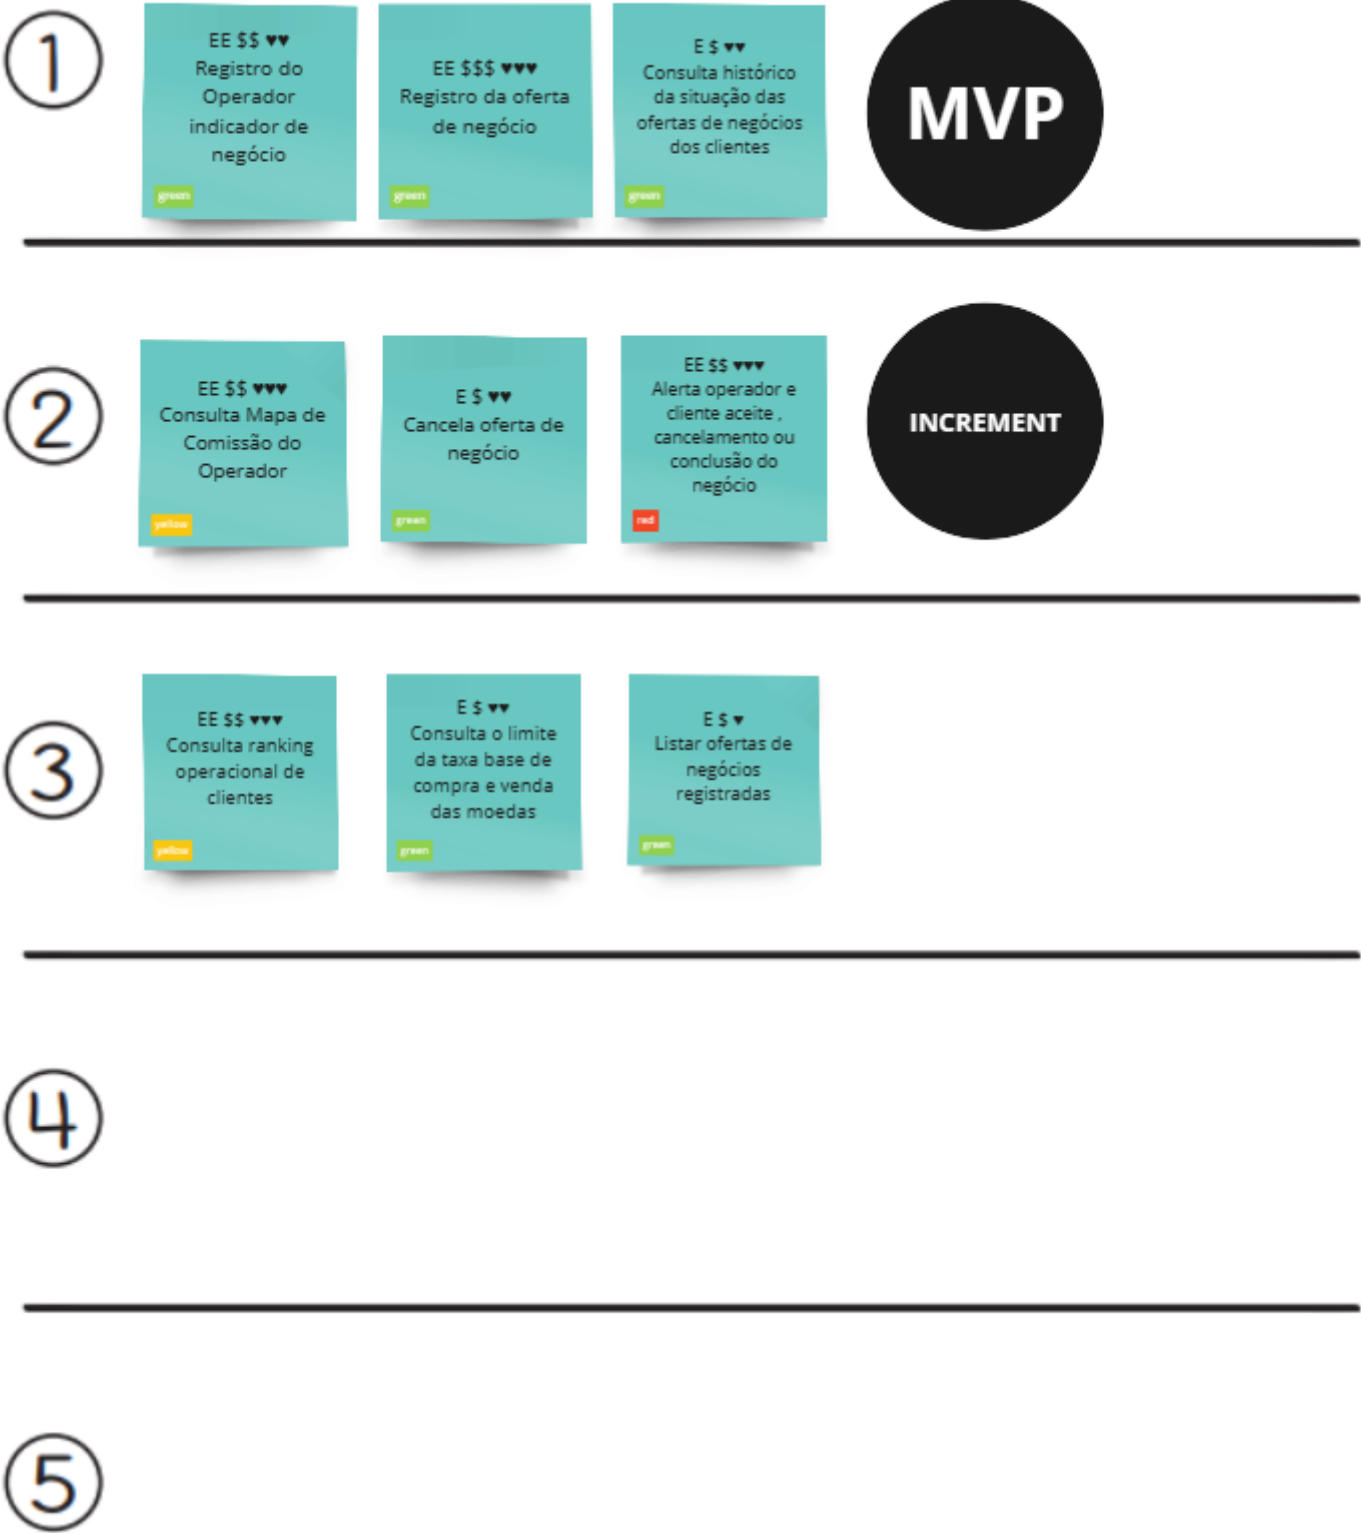 1
EE $$ ♥♥
Registro do
Operador
indicador de
negócio
green
EE $$$ ♥♥♥
Registro da oferta
de negócio
green
E $ ♥♥
Consulta histórico
da situação das
ofertas de negócios
dos clientes
green
MVP
2
EE $$ ♥♥♥
Consulta Mapa de
Comissão do
Operador
yellow
E $ ♥♥
Cancela oferta de
negócio
green
EE $$ ♥♥♥
Alerta operador e
cliente aceite ,
cancelamento ou
conclusão do
negócio
red
INCREMENT
3
EE $$ ♥♥♥
Consulta ranking
operacional de
clientes
yellow
E $ ♥♥
Consulta o limite
da taxa base de
compra e venda
das moedas
green
E $ ♥
Listar ofertas de
negócios
registradas
green
4
5